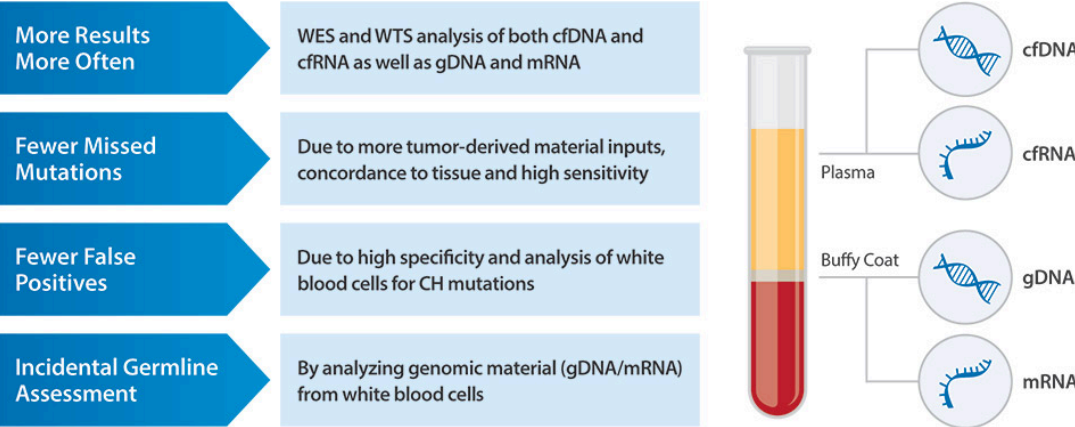 More Results
More Often
WES and WTS analysis of both cfDNA and
cfRNA as well as gDNA and mRNA
Fewer Missed
Mutations
Due to more tumor-derived material inputs,
concordance to tissue and high sensitivity
Fewer False
Positives
Due to high specificity and analysis of white
blood cells for CH mutations
Incidental Germline
Assessment
By analyzing genomic material (gDNA/mRNA)
from white blood cells
cfDNA
cfRNA
Plasma
Buffy Coat
gDNA
mRNA